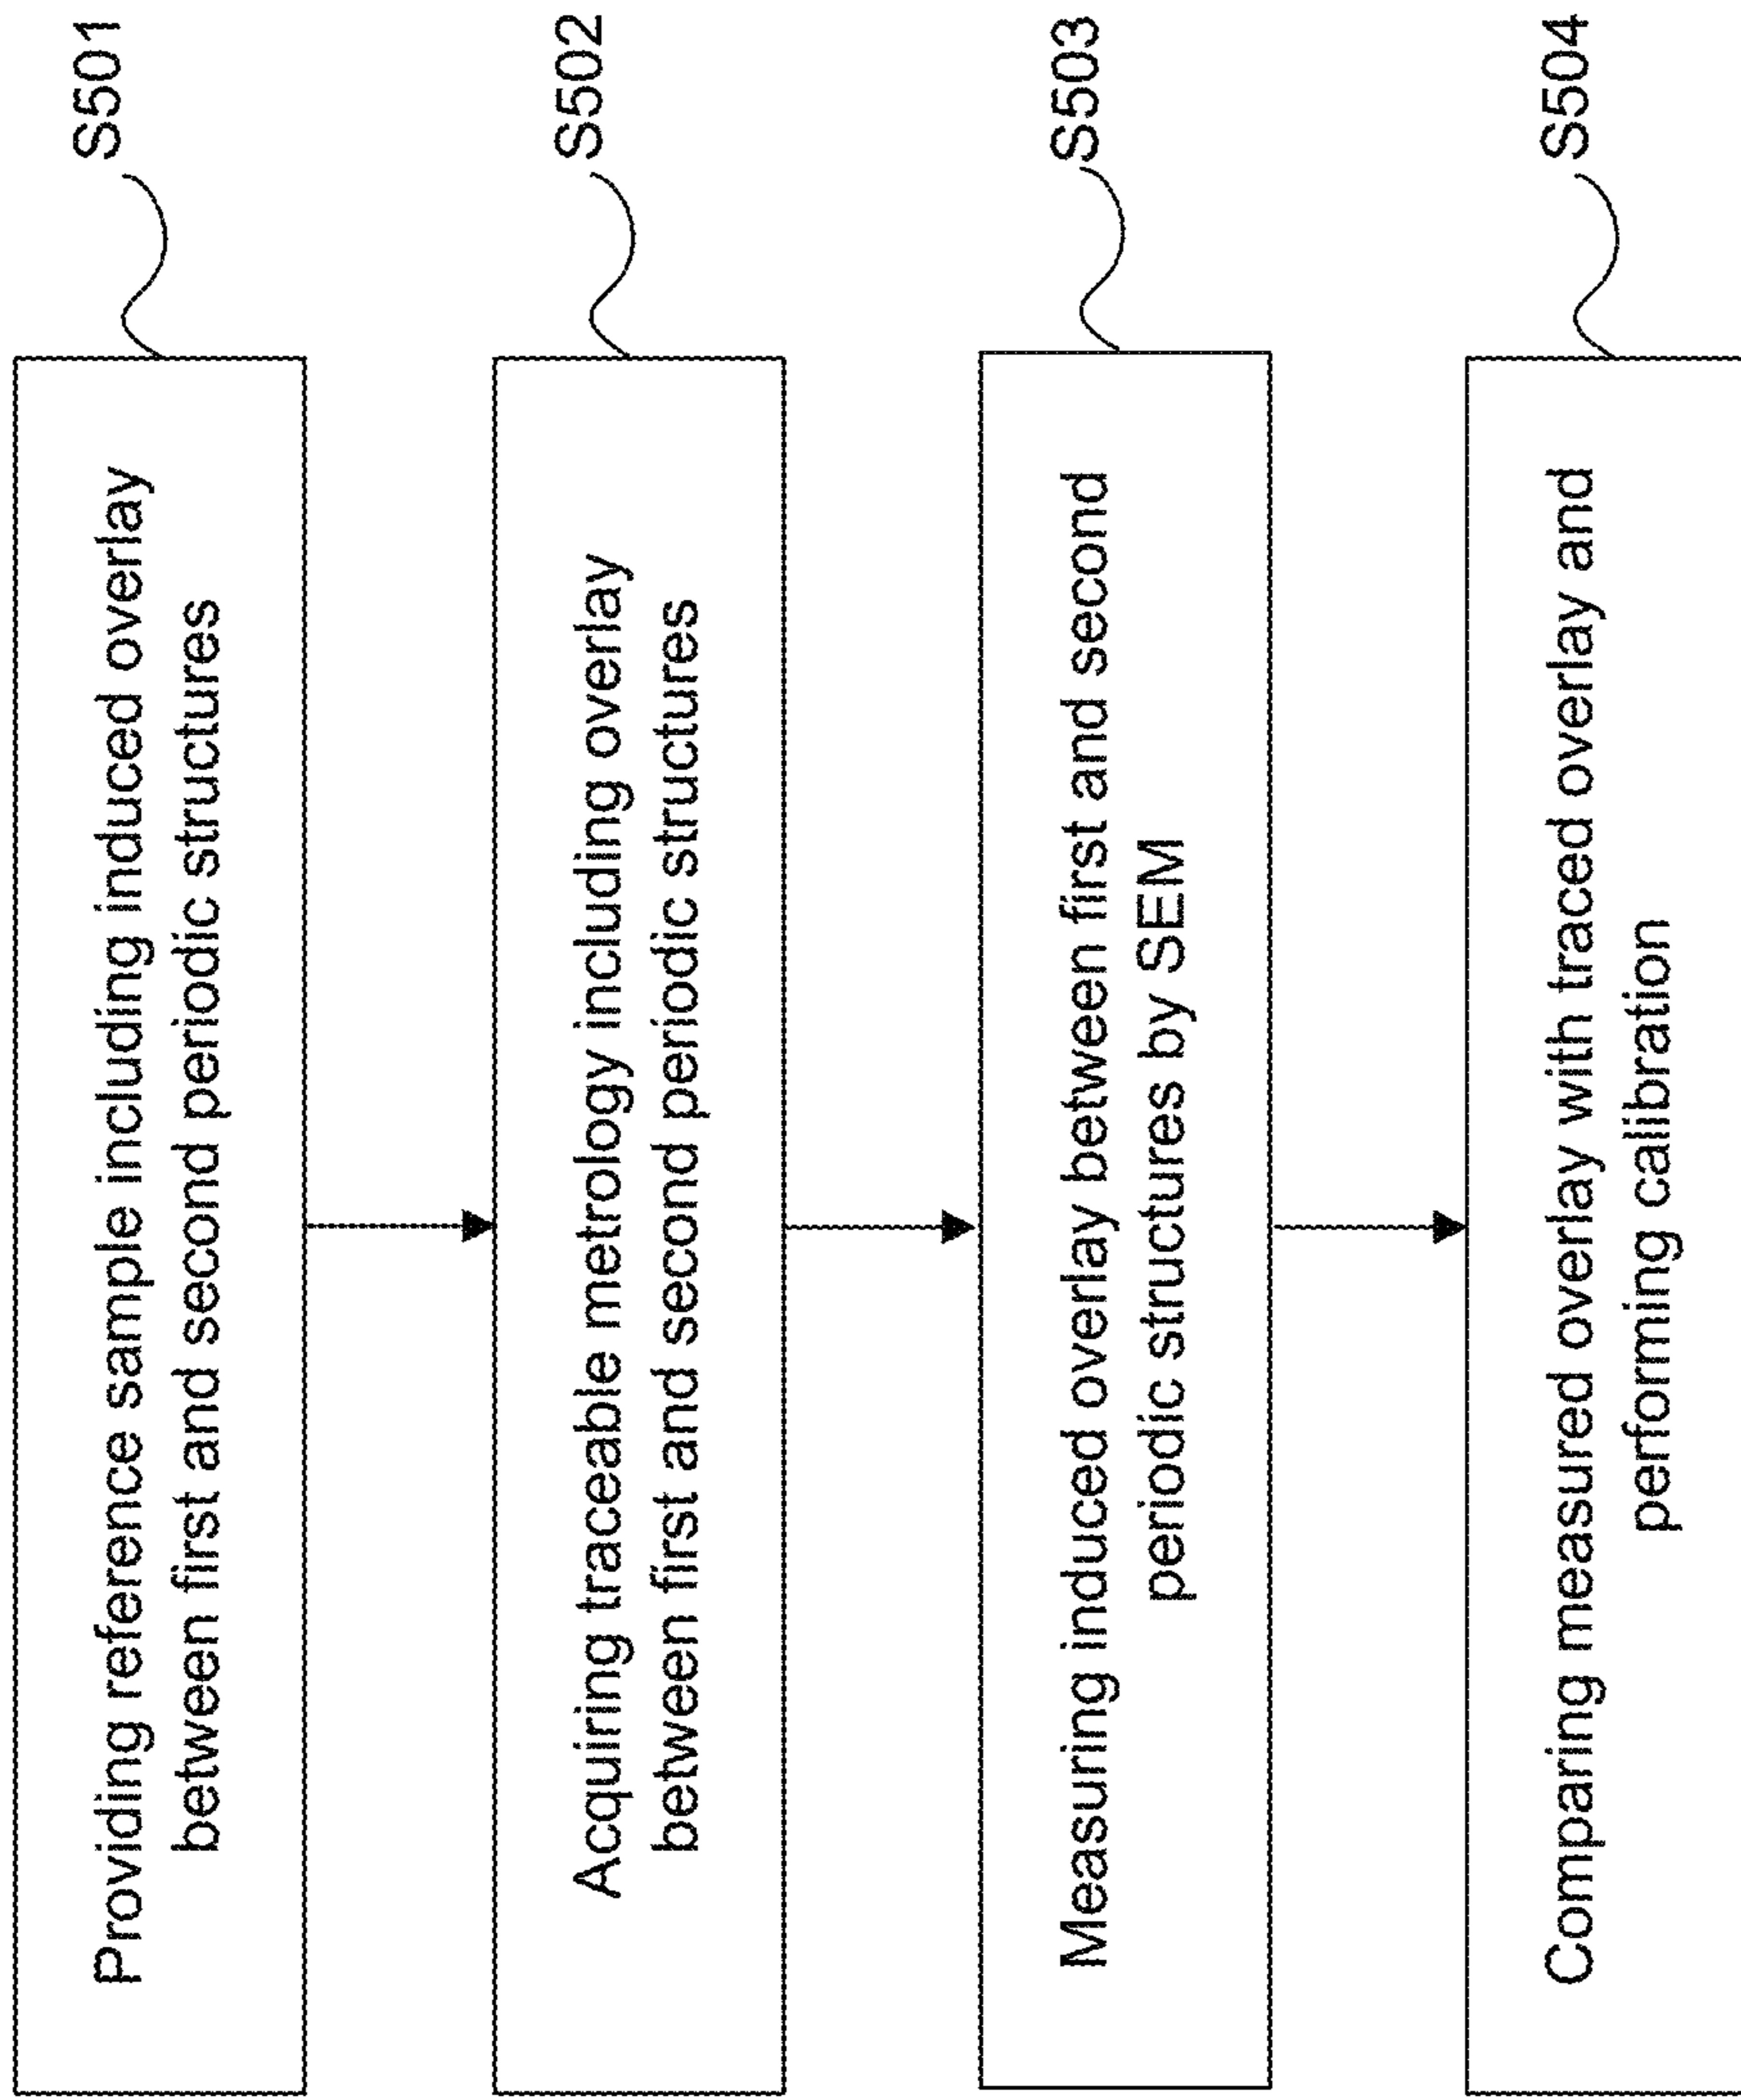 Providing reference sample including induced overlay
between first and second periodic structures
S501
Acquiring traceable metrology including overlay
between first and second periodic structures
S502
Measuring induced overlay between first and second
periodic structures by SEM
S503
Comparing measured overlay with traced overlay and
performing calibration
S504